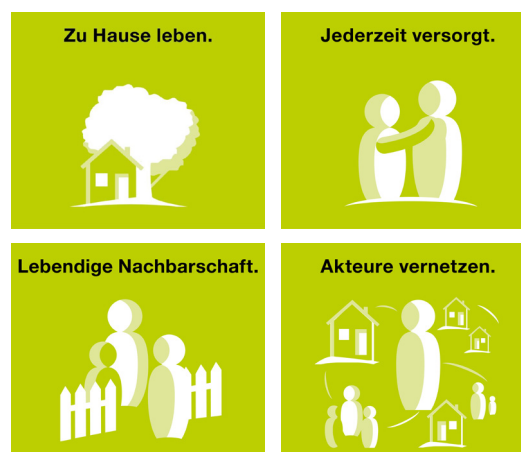 Zu Hause leben.
Jederzeit versorgt.
Lebendige Nachbarschaft.
Akteure vernetzen.